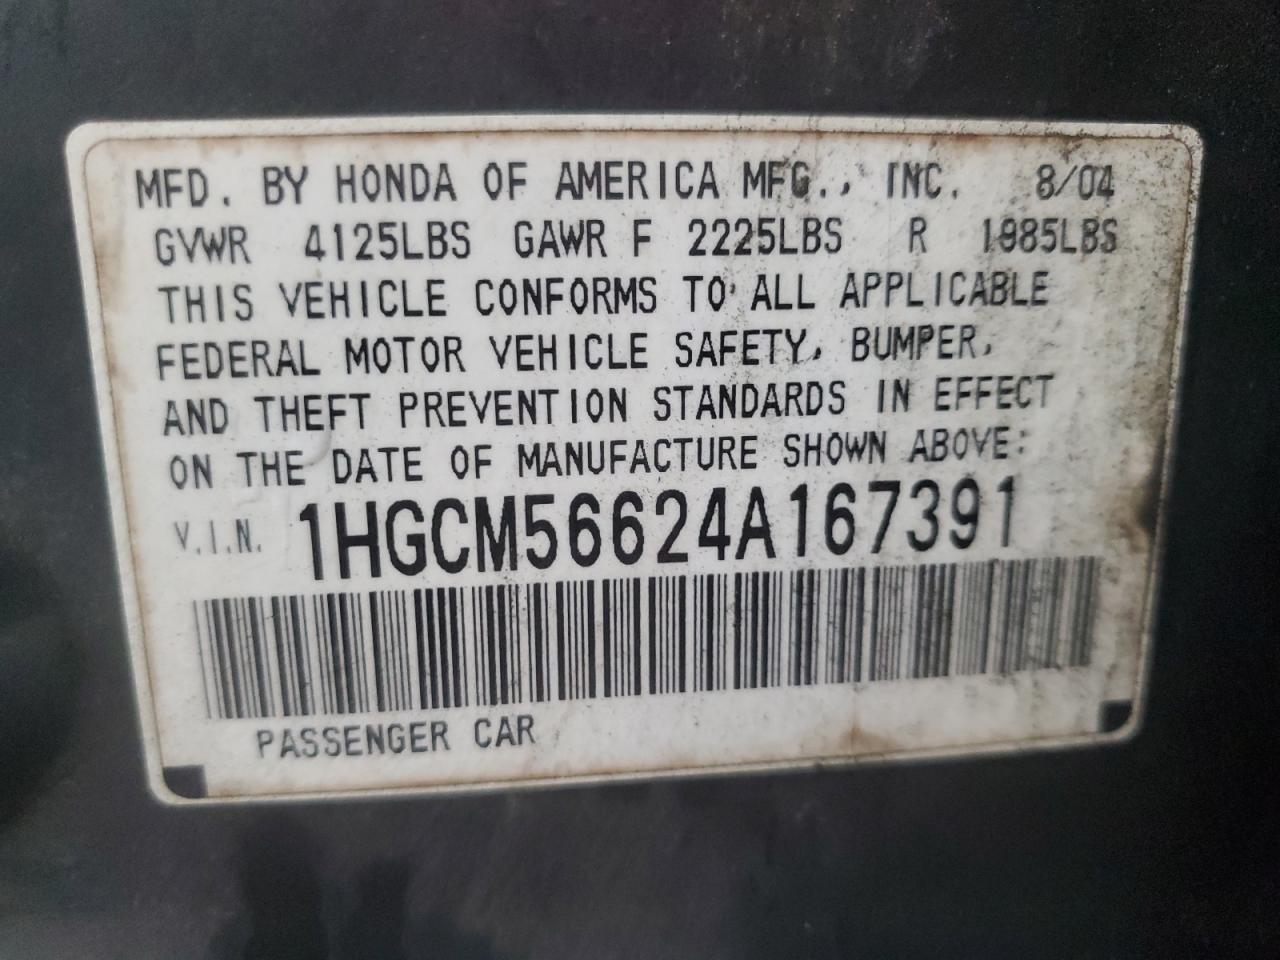 MFD. BY HONDA OF AMERICA MFG., INC. 8/04
GVWR 4125LBS GAWR F 2225LBS R 1985LBS
THIS VEHICLE CONFORMS TO ALL APPLICABLE
FEDERAL MOTOR VEHICLE SAFETY, BUMPER,
AND THEFT PREVENTION STANDARDS IN EFFECT
ON THE DATE OF MANUFACTURE SHOWN ABOVE:
V.I.N. 1HGCM56624A167391
PASSENGER CAR